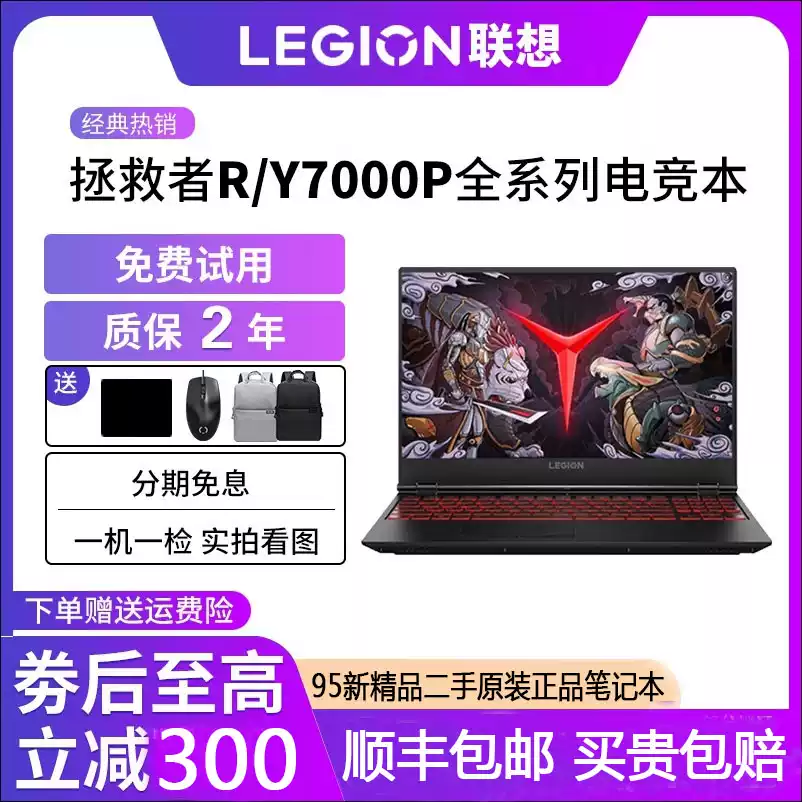 LEGION联想
经典热销
拯救者R/Y7000P全系列电竞本
免费试用
质保 2 年
送
分期免息
一机一检 实拍看图
LEGION
下单赠送运费险
劵后至高
立减300
95新精品二手原装正品笔记本
顺丰包邮 买贵包赔